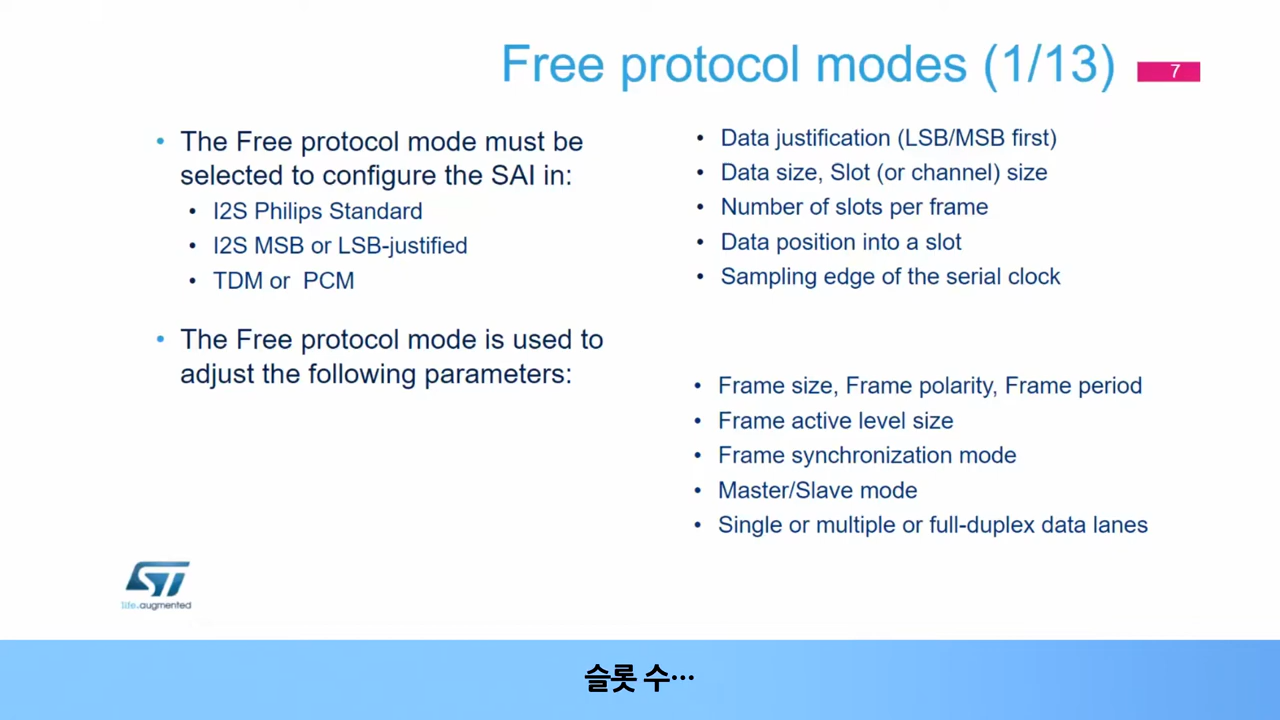 Free protocol modes (1/13)
7
• The Free protocol mode must be
selected to configure the SAI in:
• I2S Philips Standard
• I2S MSB or LSB-justified
• TDM or PCM
• The Free protocol mode is used to
adjust the following parameters:
• Data justification (LSB/MSB first)
• Data size, Slot (or channel) size
• Number of slots per frame
• Data position into a slot
• Sampling edge of the serial clock
• Frame size, Frame polarity, Frame period
• Frame active level size
• Frame synchronization mode
• Master/Slave mode
• Single or multiple or full-duplex data lanes
ST
life.augmented
슬롯 수…